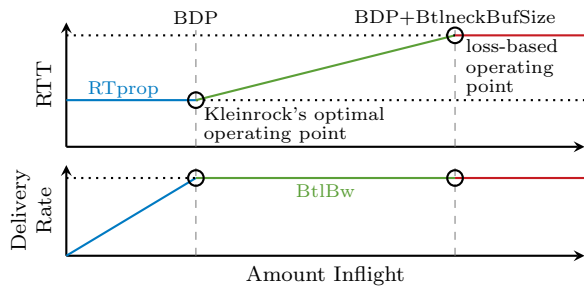 BDP
BDP+BtlneckBufSize
RTT
RTprop
loss-based
operating
point
Kleinrock's optimal
operating point
Delivery
Rate
BtlBw
Amount Inflight